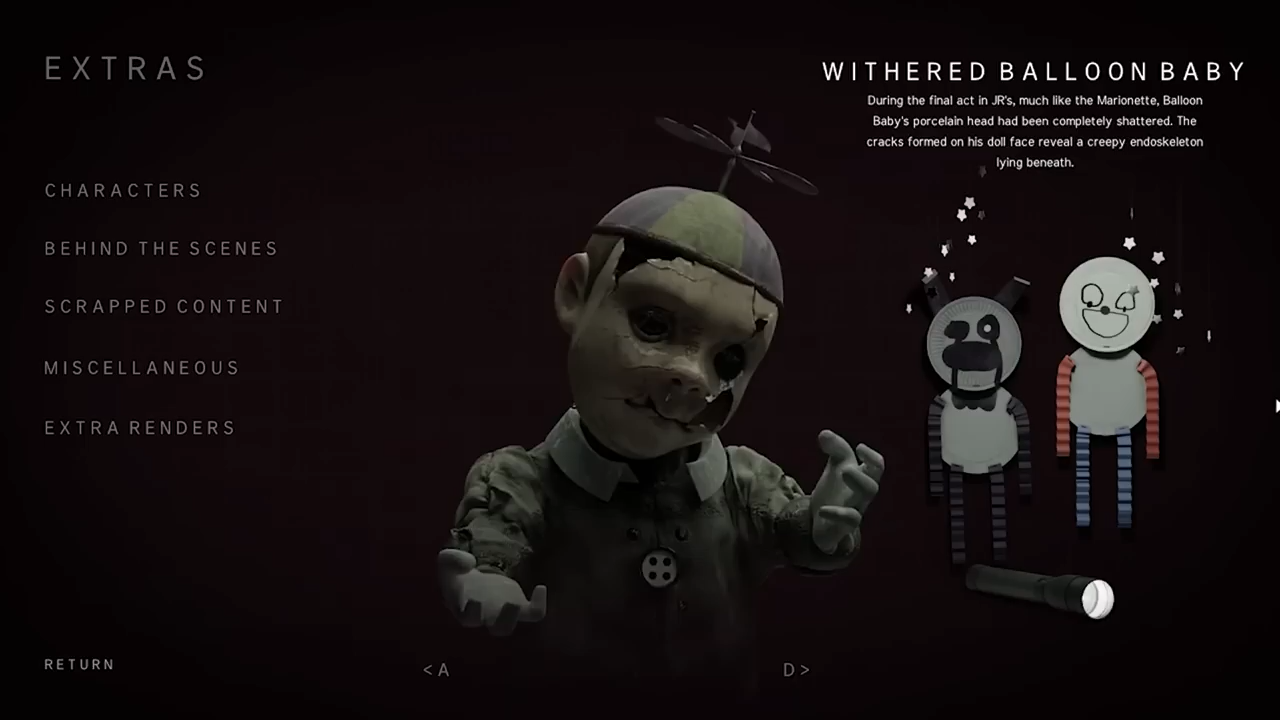 EXTRAS
CHARACTERS
BEHIND THE SCENES
SCRAPPED CONTENT
MISCELLANEOUS
EXTRA RENDERS
RETURN
< A
D >
WITHERED BALLOON BABY
During the final act in JR's, much like the Marionette, Balloon
Baby's porcelain head had been completely shattered. The
cracks formed on his doll face reveal a creepy endoskeleton
lying beneath.